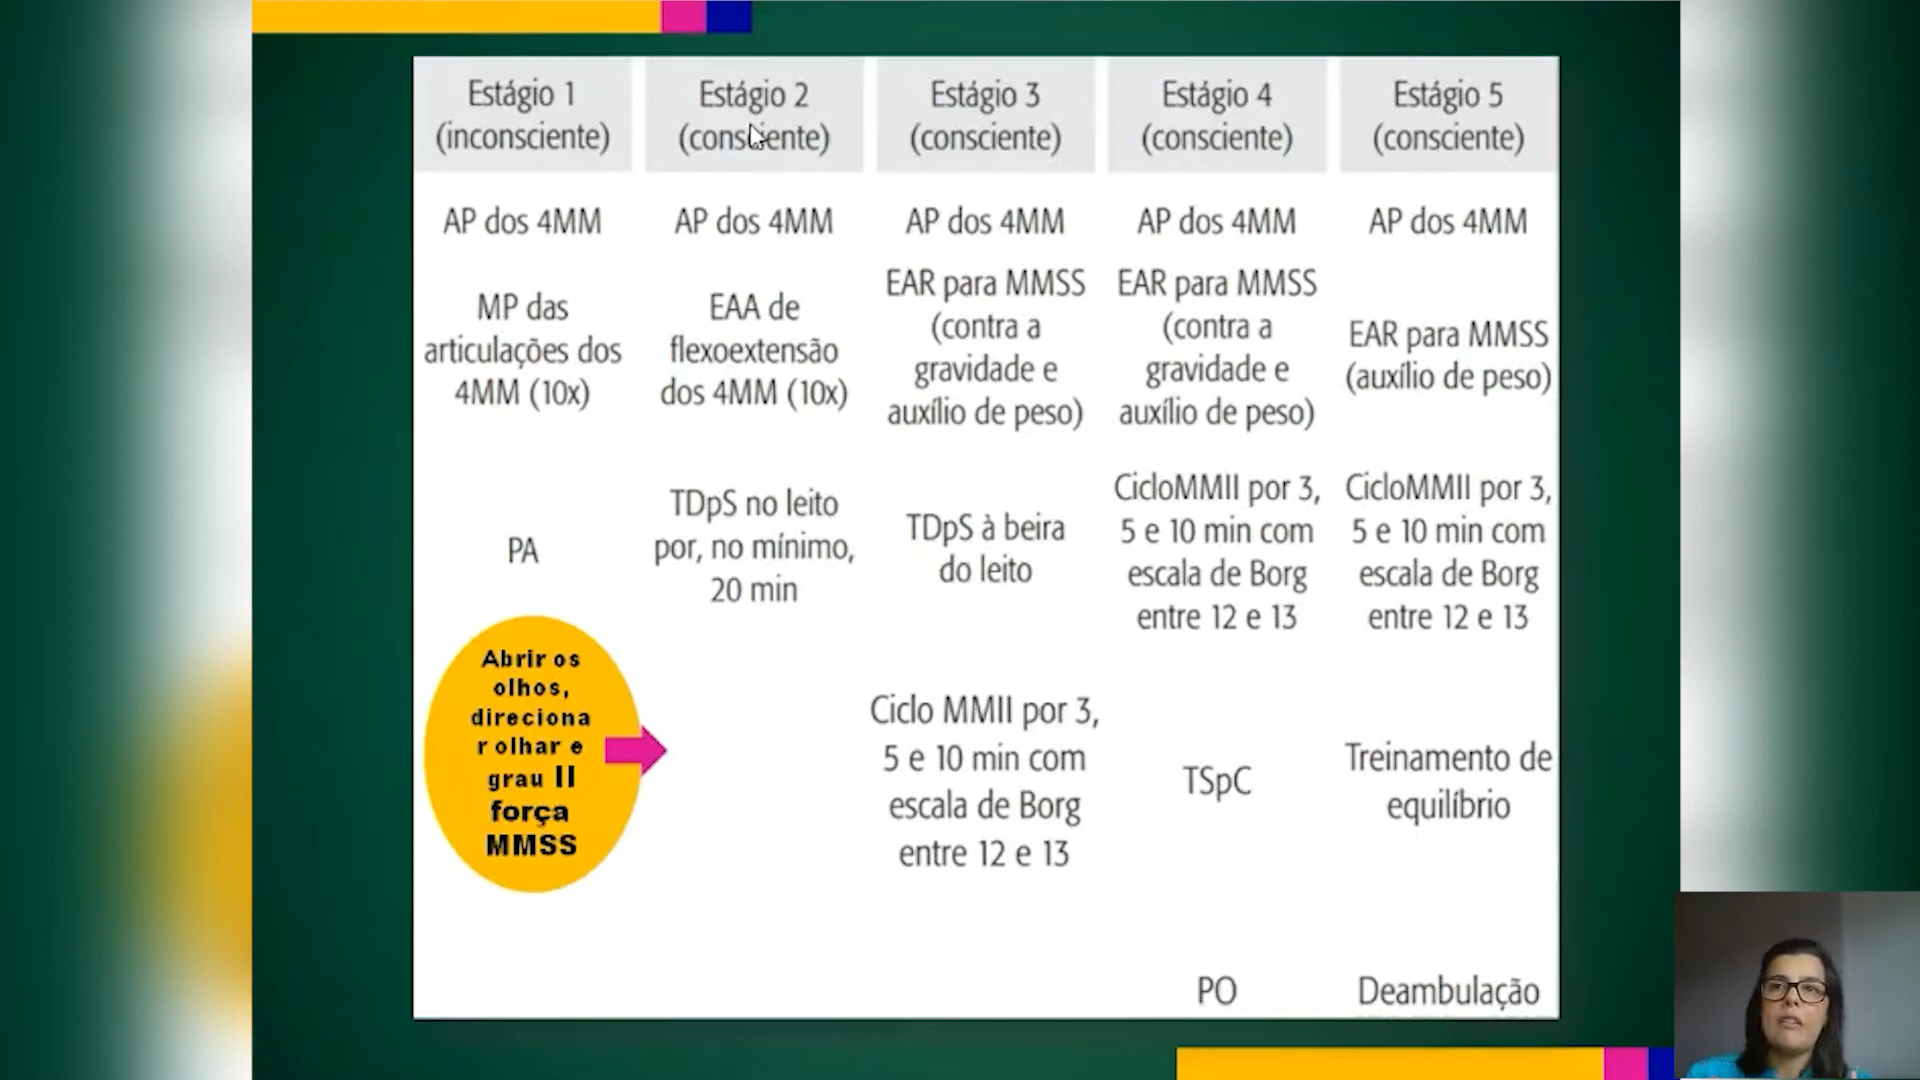 Estágio 1
(inconsciente)
Estágio 2
(consciente)
Estágio 3
(consciente)
Estágio 4
(consciente)
Estágio 5
(consciente)
AP dos 4MM
AP dos 4MM
AP dos 4MM
AP dos 4MM
AP dos 4MM
MP das
articulações dos
4MM (10x)
EAA de
flexoextensão
dos 4MM (10x)
EAR para MMSS
(contra a
gravidade e
auxílio de peso)
EAR para MMSS
(contra a
gravidade e
auxílio de peso)
EAR para MMSS
(auxílio de peso)
PA
TDpS no leito
por, no mínimo,
20 min
TDpS à beira
do leito
CicloMMII por 3,
5 e 10 min com
escala de Borg
entre 12 e 13
CicloMMII por 3,
5 e 10 min com
escala de Borg
entre 12 e 13
Abrir os
olhos,
direciona
r olhar e
grau II
força
MMSS
Ciclo MMII por 3,
5 e 10 min com
escala de Borg
entre 12 e 13
TSpC
Treinamento de
equilíbrio
PO
Deambulação